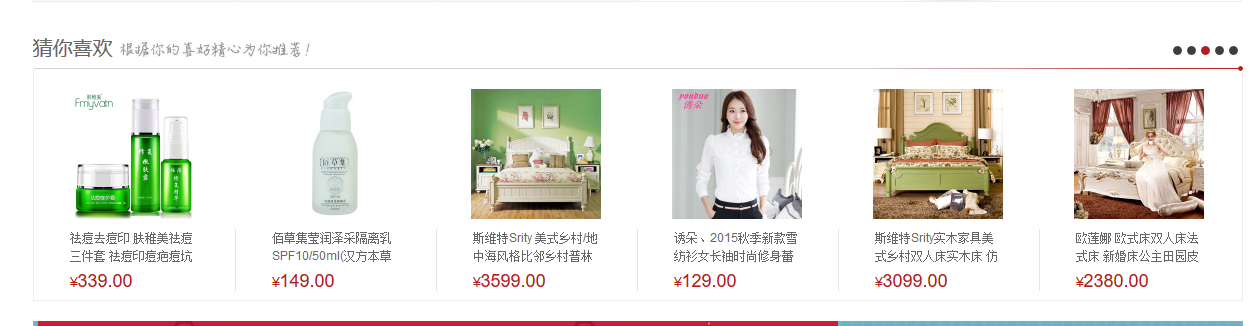 猜你喜欢 根据你的喜好精心为你推荐!
肤稚美
Fmyvatn
祛痘去痘印 肤稚美祛痘
三件套 祛痘印痘疤痘坑
¥339.00
佰草集
佰草集莹润泽采隔离乳
SPF10/50ml(汉方本草
¥149.00
斯维特Srity 美式乡村/地
中海风格比邻乡村普林
¥3599.00
youduo
诱朵
诱朵、2015秋季新款雪
纺衫女长袖时尚修身蕾
¥129.00
斯维特Srity实木家具美
式乡村双人床实木床 仿
¥3099.00
欧莲娜 欧式床双人床法
式床 新婚床公主田园皮
¥2380.00